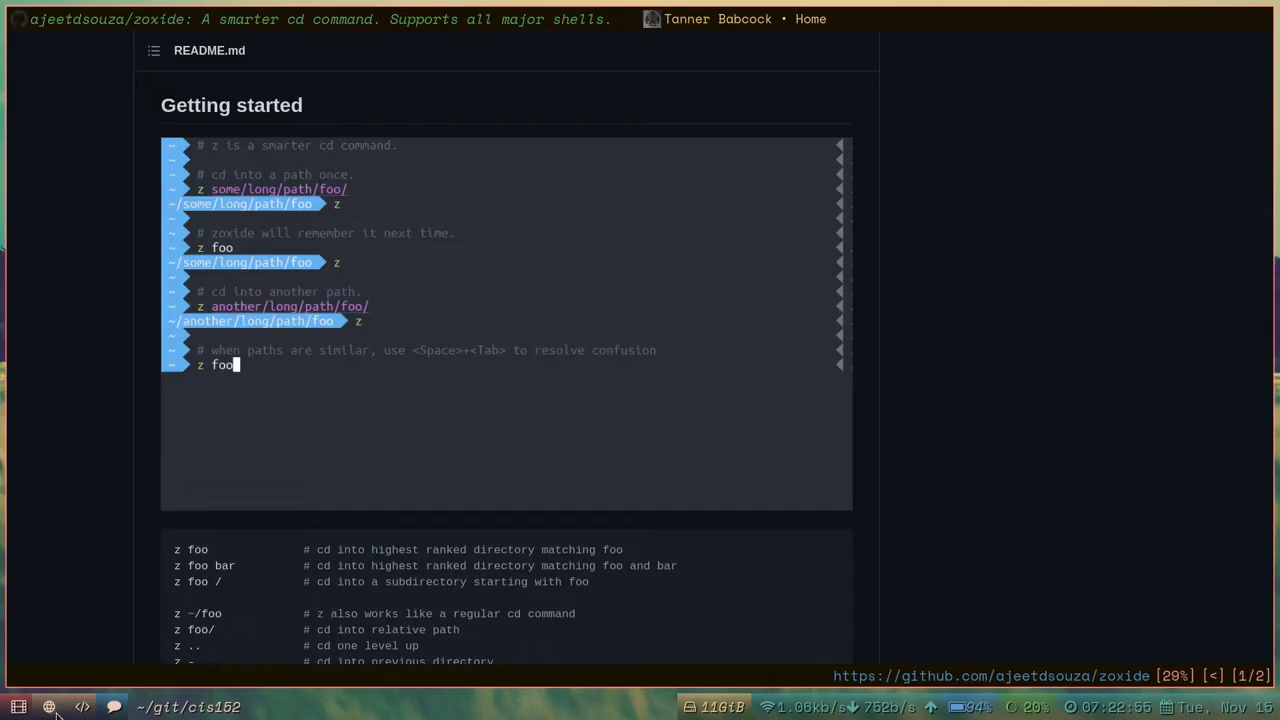 ajeetdsouza/zoxide: A smarter cd command. Supports all major shells. Tanner Babcock • Home
README.md
Getting started
~ # z is a smarter cd command.
~
~ # cd into a path once.
~ z some/long/path/foo/
~/some/long/path/foo z
~
~ # zoxide will remember it next time.
~ z foo
~/some/long/path/foo z
~
~ # cd into another path.
~ z another/long/path/foo/
~/another/long/path/foo z
~
~ # when paths are similar, use <Space>+<Tab> to resolve confusion
~ z foo
z foo # cd into highest ranked directory matching foo
z foo bar # cd into highest ranked directory matching foo and bar
z foo / # cd into a subdirectory starting with foo
z ~/foo # z also works like a regular cd command
z foo/ # cd into relative path
z .. # cd one level up
z - # cd into previous directory
https://github.com/ajeetdsouza/zoxide [29%] [<] [1/2]
~/git/cis152 11GiB 1.06kb/s 752b/s 94% 20% 07:22:55 Tue, Nov 15